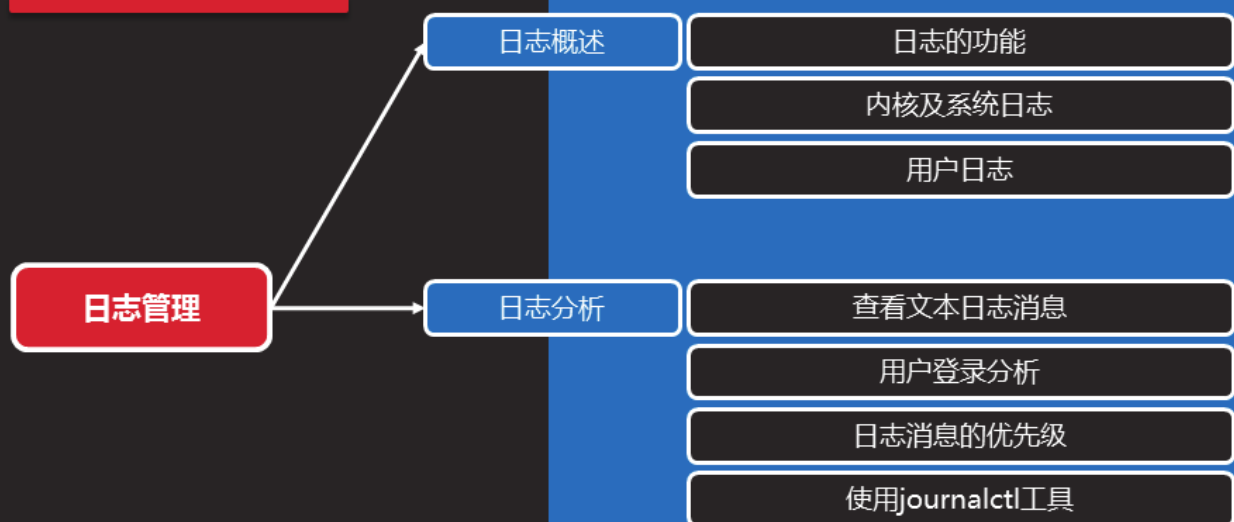 日志概述
日志的功能
内核及系统日志
用户日志
日志管理
日志分析
查看文本日志消息
用户登录分析
日志消息的优先级
使用journalctl工具